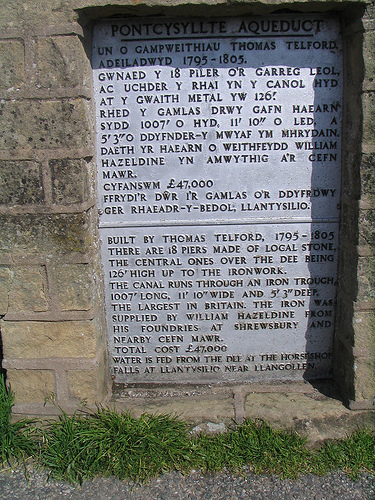 PONTCYSYLLTE AQUEDUCT
UN O GAMPWEITHIAU THOMAS TELFORD,
ADEILADWYD 1795-1805.
GWNAED Y 18 PILER O'R GARREG LEOL,
AC UCHDER Y RHAI YN Y CANOL HYD
AT Y GWAITH METAL YW 126'.
RHED Y GAMLAS DRWY GAFN HAEARN
SYDD 1007' O HYD, 11' 10" O LED, A
5' 3" O DDYFNDER-Y MWYAF YM MHRYDAIN.
DAETH YR HAEARN O WEITHFEYDD WILLIAM
HAZELDINE YN AMWYTHIG A'R CEFN
MAWR.
CYFANSWM £47,000
FFRYDI'R DŴR I'R GAMLAS O'R DDYFRDWY
GER RHAEADR-Y-BEDOL, LLANTYSILIO.
BUILT BY THOMAS TELFORD, 1795-1805
THERE ARE 18 PIERS MADE OF LOCAL STONE,
THE CENTRAL ONES OVER THE DEE BEING
126' HIGH UP TO THE IRONWORK.
THE CANAL RUNS THROUGH AN IRON TROUGH,
1007' LONG, 11' 10" WIDE AND 5' 3" DEEP,
THE LARGEST IN BRITAIN. THE IRON WAS
SUPPLIED BY WILLIAM HAZELDINE FROM
HIS FOUNDRIES AT SHREWSBURY AND
NEARBY CEFN MAWR.
TOTAL COST £47,000
WATER IS FED FROM THE DEE AT THE HORSESHOE
FALLS AT LLANTYSILIO NEAR LLANGOLLEN